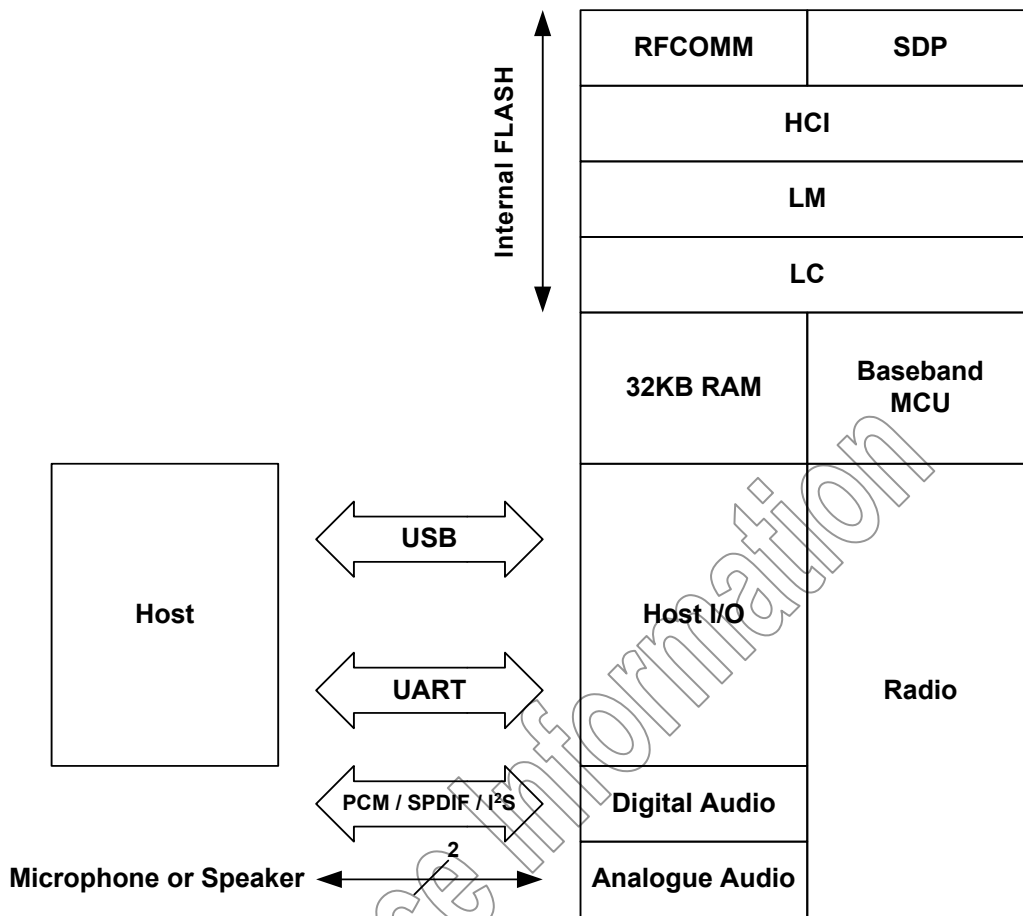 RFCOMM
SDP
HCI
LM
LC
Internal FLASH
32KB RAM
Baseband
MCU
Host
USB
UART
Host I/O
Radio
PCM / SPDIF / I²S
Digital Audio
2
Microphone or Speaker
Analogue Audio
Information